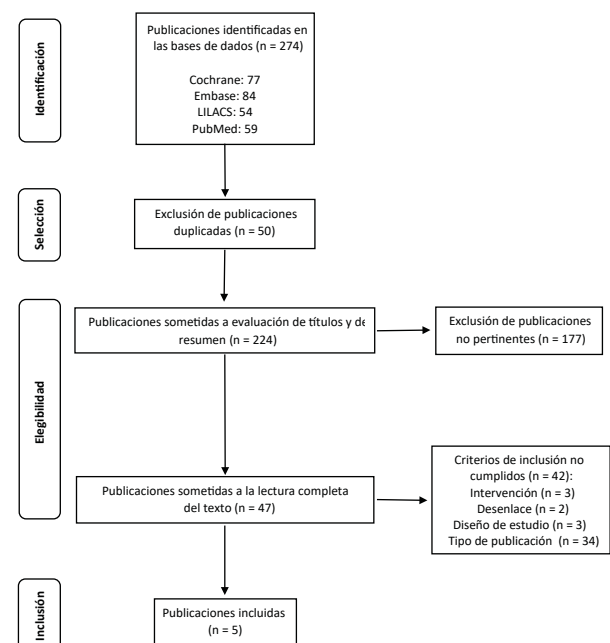 Identificación
Publicaciones identificadas en
las bases de dados (n = 274)
Cochrane: 77
Embase: 84
LILACS: 54
PubMed: 59
Selección
Exclusión de publicaciones
duplicadas (n = 50)
Elegibilidad
Publicaciones sometidas a evaluación de títulos y de
resumen (n = 224)
Exclusión de publicaciones
no pertinentes (n = 177)
Publicaciones sometidas a la lectura completa
del texto (n = 47)
Criterios de inclusión no
cumplidos (n = 42):
Intervención (n = 3)
Desenlace (n = 2)
Diseño de estudio (n = 3)
Tipo de publicación (n = 34)
Inclusión
Publicaciones incluidas
(n = 5)